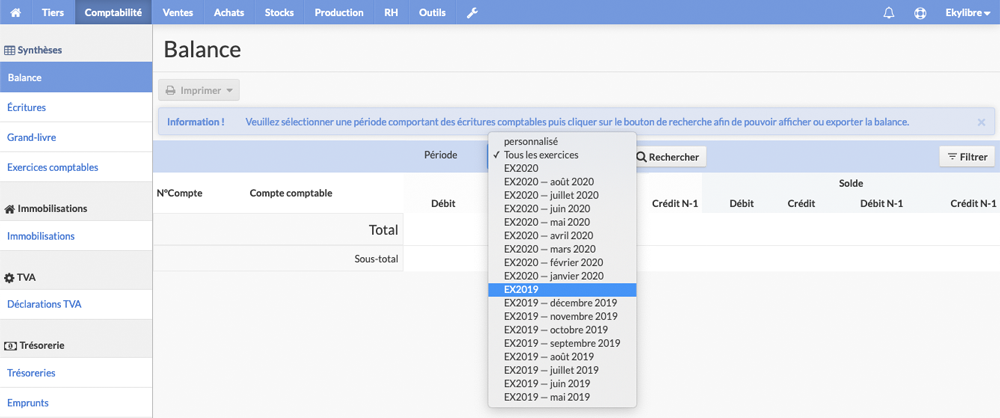 Tiers Comptabilité Ventes Achats Stocks Production RH Outils Ekylibre
Synthèses
Balance
Écritures
Grand-livre
Exercices comptables
Immobilisations
Immobilisations
TVA
Déclarations TVA
Trésorerie
Trésoreries
Emprunts
Balance
Imprimer
Information ! Veuillez sélectionner une période comportant des écritures comptables puis cliquer sur le bouton de recherche afin de pouvoir afficher ou exporter la balance.
Période
Rechercher
Filtrer
personnalisé
✓ Tous les exercices
EX2020
EX2020 — août 2020
EX2020 — juillet 2020
EX2020 — juin 2020
EX2020 — mai 2020
EX2020 — avril 2020
EX2020 — mars 2020
EX2020 — février 2020
EX2020 — janvier 2020
EX2019
EX2019 — décembre 2019
EX2019 — novembre 2019
EX2019 — octobre 2019
EX2019 — septembre 2019
EX2019 — août 2019
EX2019 — juillet 2019
EX2019 — juin 2019
EX2019 — mai 2019
N°Compte Compte comptable Solde
Débit Crédit N-1 Débit Crédit Débit N-1 Crédit N-1
Total
Sous-total